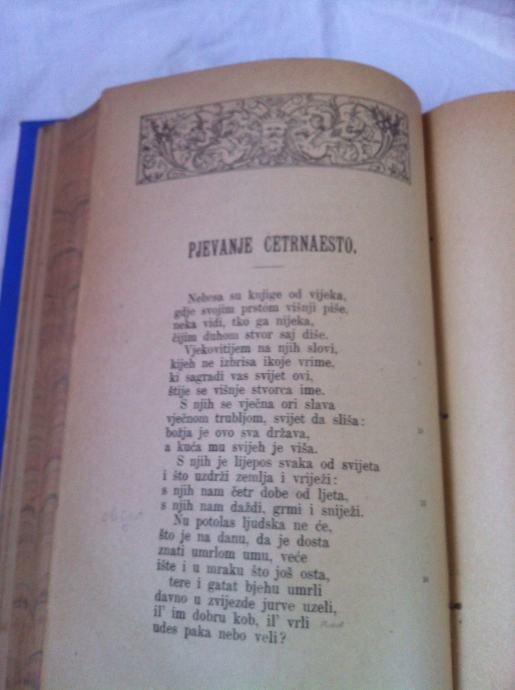 PJEVANJE ČETRNAESTO.
Nebesa su knjige od vijeka,
gdje svojim prstom višnji piše,
neka vidi, tko ga nijeka,
čijim duhom stvor saj diše.
Vjekovitijem na njih slovi,
kijeh ne izbrisa ikoje vrime,
ki sagradi vas svijet ovi,
štije se višnje stvorca ime.
S njih se vječna ori slava
vječnom trubljom, svijet da sliša:
božja je ovo sva država,
a kuća mu svijeh je viša.
S njih je lijepos svaka od svijeta
i što uzdrži zemlja i vriježi:
s njih nam četr dobe od ljeta,
s njih nam daždi, grmi i sniježi.
Nu potolas ljudska ne će,
što je na danu, da je dosta
znati umrlom umu, veće
ište i u mraku što još osta,
tere i gatat bjehu umrli
davno u zvijezde jurve uzeli,
il' im dobru kob, il' vrli
udes paka nebo veli?